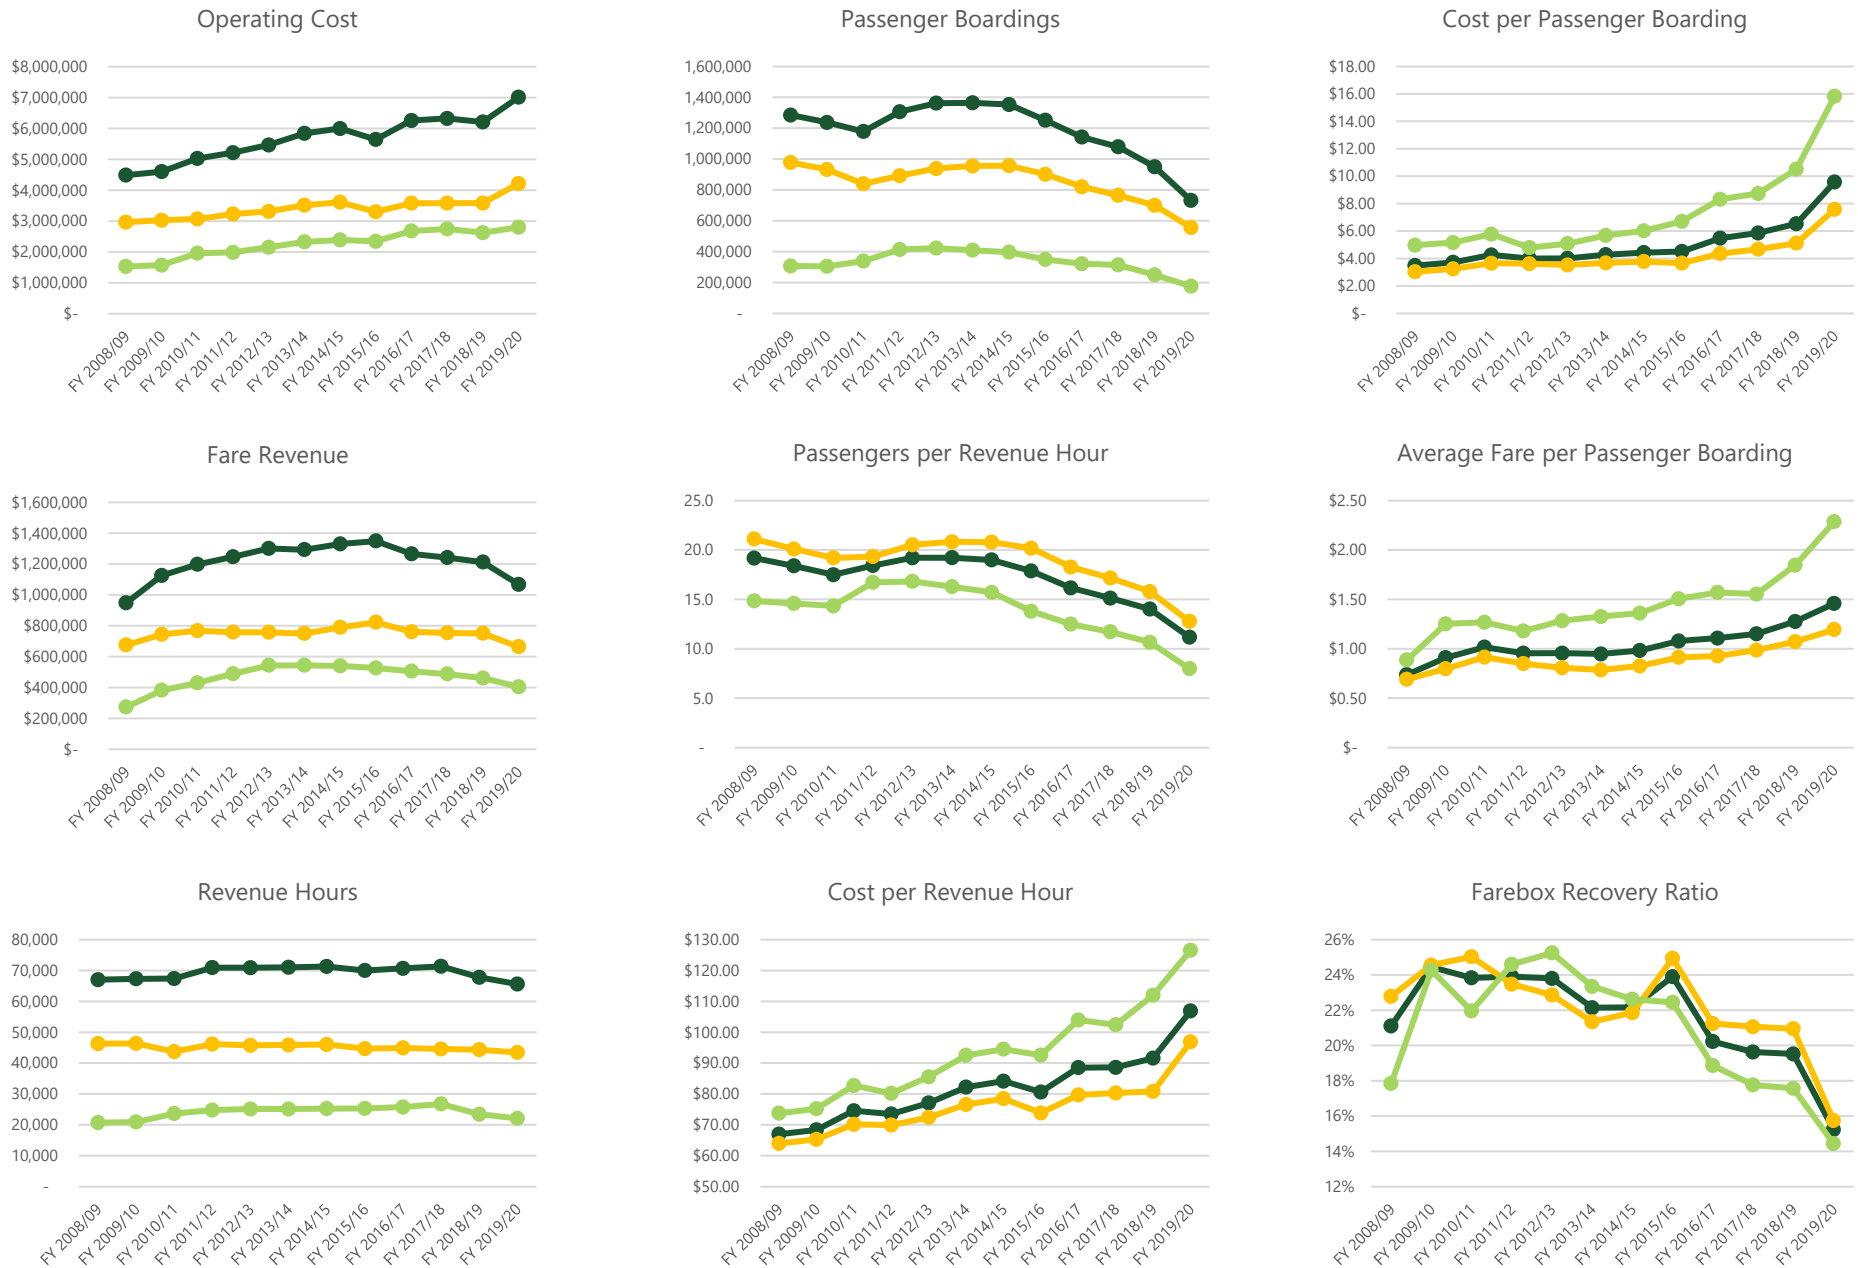 Operating Cost
$8,000,000
$7,000,000
$6,000,000
$5,000,000
$4,000,000
$3,000,000
$2,000,000
$1,000,000
$-
FY 2008/09
FY 2009/10
FY 2010/11
FY 2011/12
FY 2012/13
FY 2013/14
FY 2014/15
FY 2015/16
FY 2016/17
FY 2017/18
FY 2018/19
FY 2019/20
Passenger Boardings
1,600,000
1,400,000
1,200,000
1,000,000
800,000
600,000
400,000
200,000
-
FY 2008/09
FY 2009/10
FY 2010/11
FY 2011/12
FY 2012/13
FY 2013/14
FY 2014/15
FY 2015/16
FY 2016/17
FY 2017/18
FY 2018/19
FY 2019/20
Cost per Passenger Boarding
$18.00
$16.00
$14.00
$12.00
$10.00
$8.00
$6.00
$4.00
$2.00
$-
FY 2008/09
FY 2009/10
FY 2010/11
FY 2011/12
FY 2012/13
FY 2013/14
FY 2014/15
FY 2015/16
FY 2016/17
FY 2017/18
FY 2018/19
FY 2019/20
Fare Revenue
$1,600,000
$1,400,000
$1,200,000
$1,000,000
$800,000
$600,000
$400,000
$200,000
$-
FY 2008/09
FY 2009/10
FY 2010/11
FY 2011/12
FY 2012/13
FY 2013/14
FY 2014/15
FY 2015/16
FY 2016/17
FY 2017/18
FY 2018/19
FY 2019/20
Passengers per Revenue Hour
25.0
20.0
15.0
10.0
5.0
-
FY 2008/09
FY 2009/10
FY 2010/11
FY 2011/12
FY 2012/13
FY 2013/14
FY 2014/15
FY 2015/16
FY 2016/17
FY 2017/18
FY 2018/19
FY 2019/20
Average Fare per Passenger Boarding
$2.50
$2.00
$1.50
$1.00
$0.50
$-
FY 2008/09
FY 2009/10
FY 2010/11
FY 2011/12
FY 2012/13
FY 2013/14
FY 2014/15
FY 2015/16
FY 2016/17
FY 2017/18
FY 2018/19
FY 2019/20
Revenue Hours
80,000
70,000
60,000
50,000
40,000
30,000
20,000
10,000
-
FY 2008/09
FY 2009/10
FY 2010/11
FY 2011/12
FY 2012/13
FY 2013/14
FY 2014/15
FY 2015/16
FY 2016/17
FY 2017/18
FY 2018/19
FY 2019/20
Cost per Revenue Hour
$130.00
$120.00
$110.00
$100.00
$90.00
$80.00
$70.00
$60.00
$50.00
FY 2008/09
FY 2009/10
FY 2010/11
FY 2011/12
FY 2012/13
FY 2013/14
FY 2014/15
FY 2015/16
FY 2016/17
FY 2017/18
FY 2018/19
FY 2019/20
Farebox Recovery Ratio
26%
24%
22%
20%
18%
16%
14%
12%
FY 2008/09
FY 2009/10
FY 2010/11
FY 2011/12
FY 2012/13
FY 2013/14
FY 2014/15
FY 2015/16
FY 2016/17
FY 2017/18
FY 2018/19
FY 2019/20